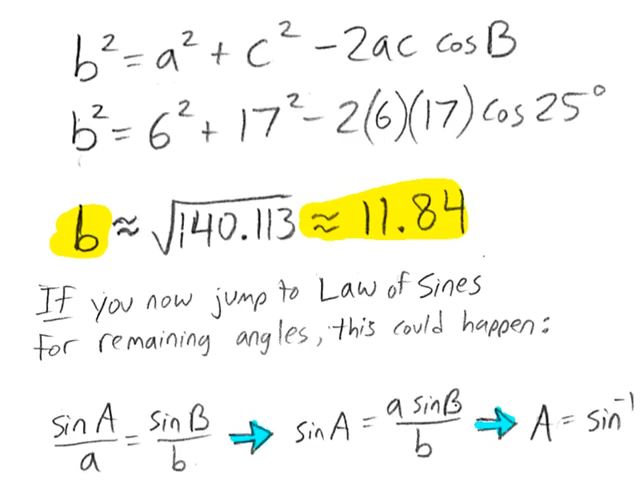 b² = a² + c² - 2ac cosB
b² = 6² + 17² - 2(6)(17) cos 25°
b ≈ √140.113 ≈ 11.84
If you now jump to Law of Sines
for remaining angles, this could happen:
sin A/a = sin B/b → sin A = a sin B/b → A = sin⁻¹